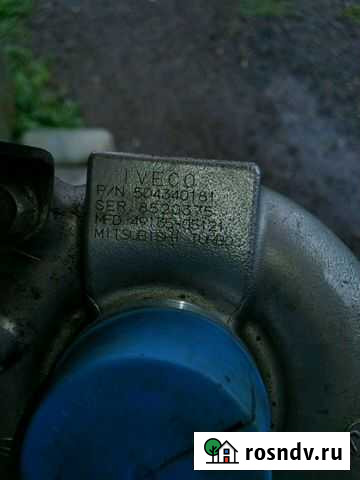 IVECO
P/N 504340181
SER. 8520375
MFD 49135-05121
MITSUBISHI TURBO
rosndv.ru